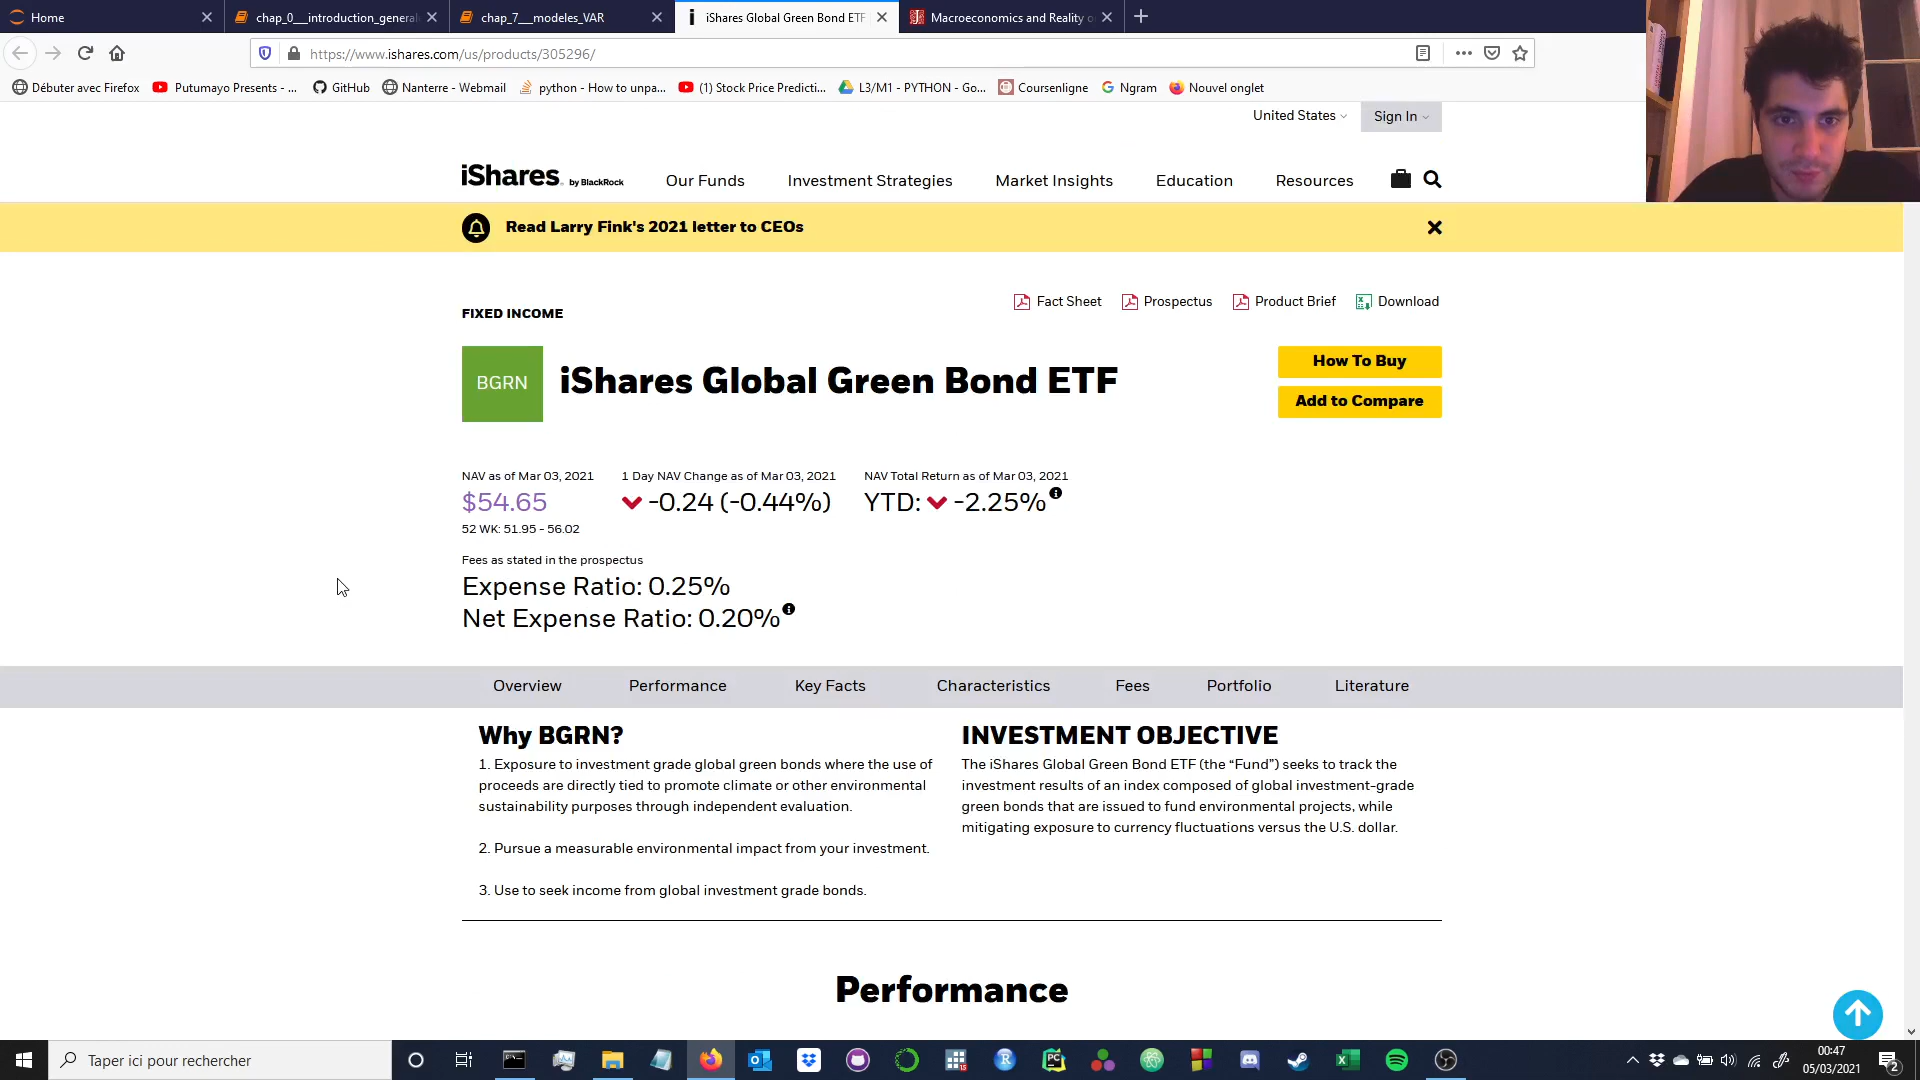 Home
chap_0__introduction_general
chap_7__modeles_VAR
iShares Global Green Bond ETF
Macroeconomics and Reality o
https://www.ishares.com/us/products/305296/
Débuter avec Firefox
Putumayo Presents - ...
GitHub
Nanterre - Webmail
python - How to unpa...
(1) Stock Price Predicti...
L3/M1 - PYTHON - Go...
Coursenligne
Ngram
Nouvel onglet
United States
Sign In
iShares. by BlackRock
Our Funds
Investment Strategies
Market Insights
Education
Resources
Read Larry Fink's 2021 letter to CEOs
Fact Sheet
Prospectus
Product Brief
Download
FIXED INCOME
BGRN
iShares Global Green Bond ETF
How To Buy
Add to Compare
NAV as of Mar 03, 2021
$54.65
52 WK: 51.95 - 56.02
1 Day NAV Change as of Mar 03, 2021
-0.24 (-0.44%)
NAV Total Return as of Mar 03, 2021
YTD: -2.25%
Fees as stated in the prospectus
Expense Ratio: 0.25%
Net Expense Ratio: 0.20%
Overview
Performance
Key Facts
Characteristics
Fees
Portfolio
Literature
Why BGRN?
1. Exposure to investment grade global green bonds where the use of
proceeds are directly tied to promote climate or other environmental
sustainability purposes through independent evaluation.
2. Pursue a measurable environmental impact from your investment.
3. Use to seek income from global investment grade bonds.
INVESTMENT OBJECTIVE
The iShares Global Green Bond ETF (the “Fund”) seeks to track the
investment results of an index composed of global investment-grade
green bonds that are issued to fund environmental projects, while
mitigating exposure to currency fluctuations versus the U.S. dollar.
Performance
Taper ici pour rechercher
00:47
05/03/2021
2